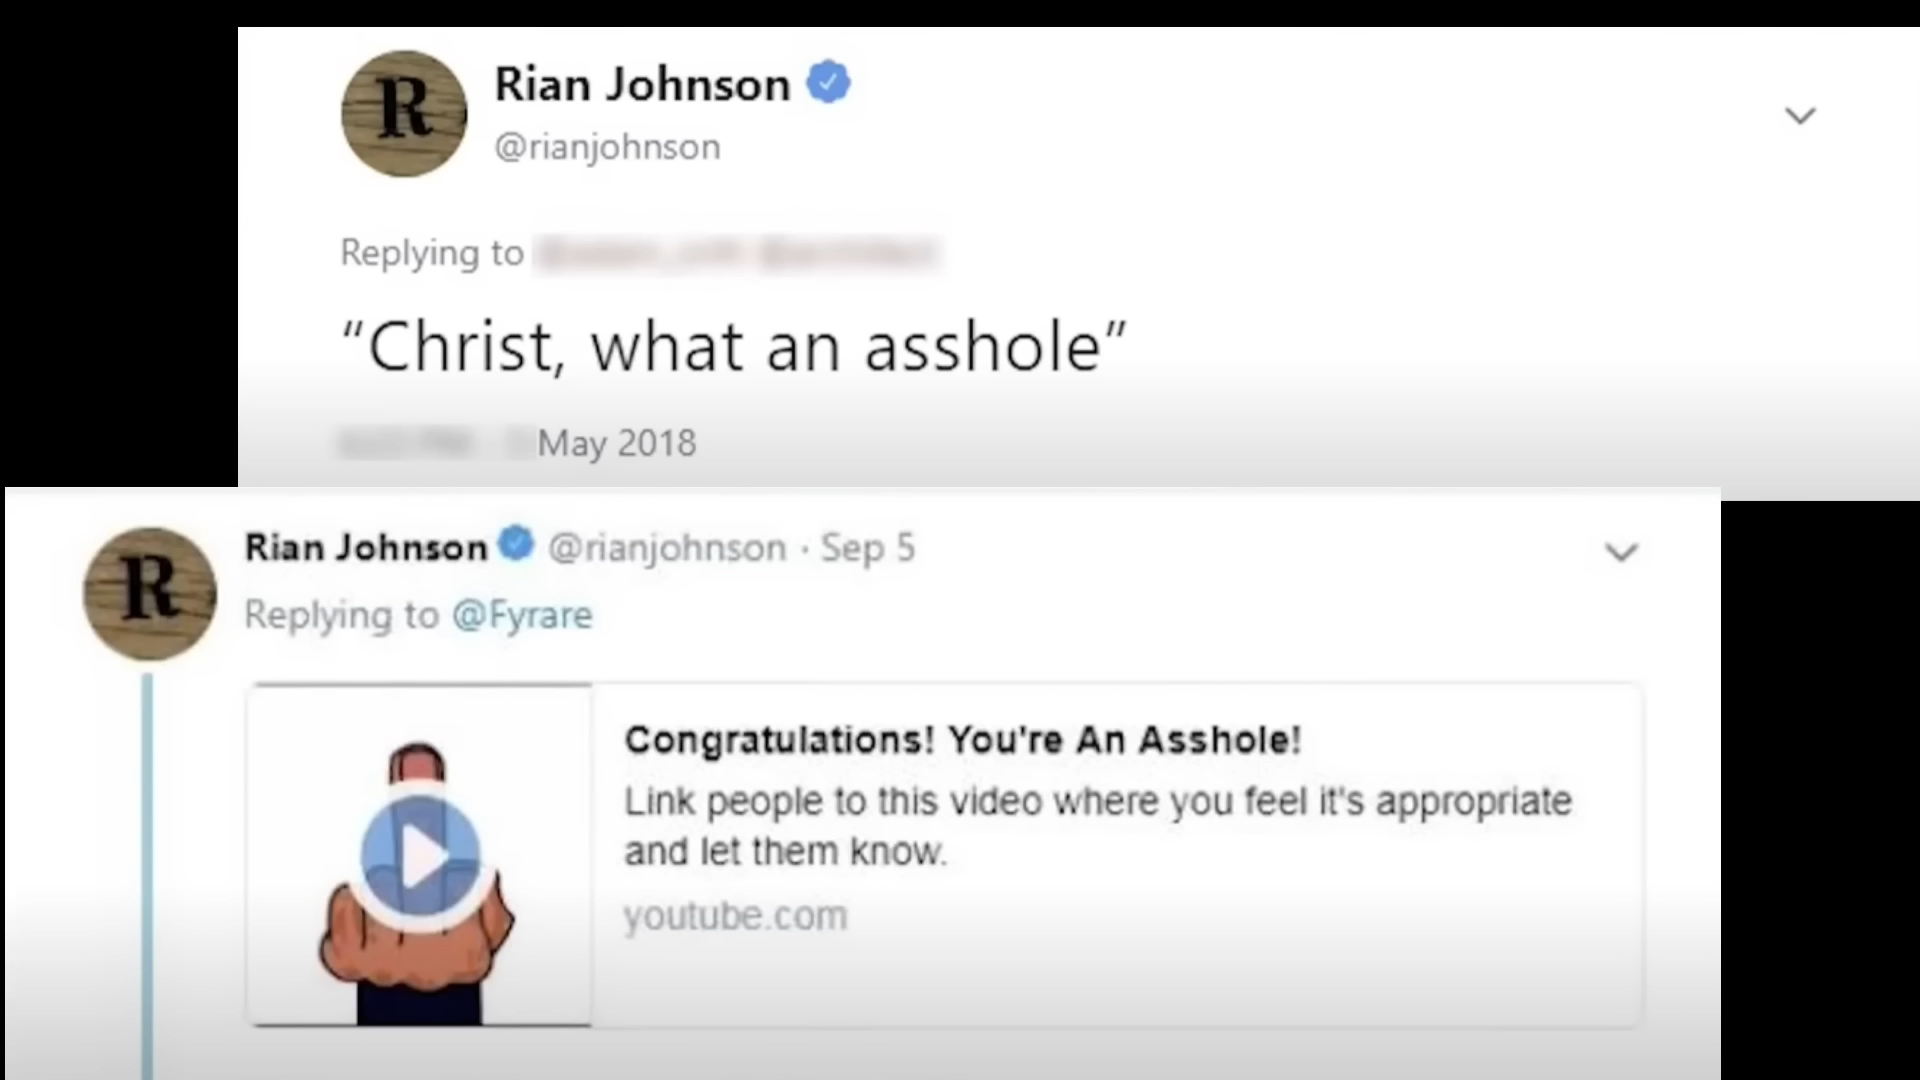 R
Rian Johnson
@rianjohnson
Replying to
“Christ, what an asshole”
May 2018
R
Rian Johnson @rianjohnson · Sep 5
Replying to @Fyrare
Congratulations! You're An Asshole!
Link people to this video where you feel it's appropriate
and let them know.
youtube.com